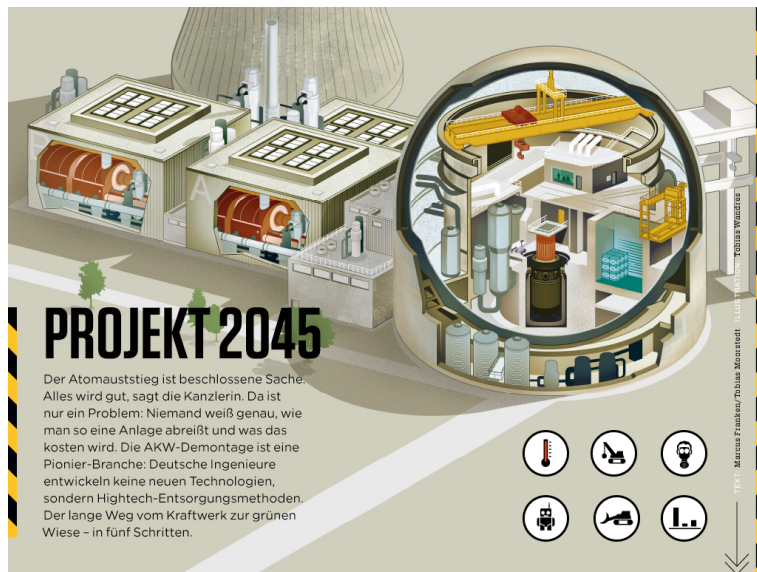 B
A
PROJEKT 2045
Der Atomauststieg ist beschlossene Sache.
Alles wird gut, sagt die Kanzlerin. Da ist
nur ein Problem: Niemand weiß genau, wie
man so eine Anlage abreißt und was das
kosten wird. Die AKW-Demontage ist eine
Pionier-Branche: Deutsche Ingenieure
entwickeln keine neuen Technologien,
sondern Hightech-Entsorgungsmethoden.
Der lange Weg vom Kraftwerk zur grünen
Wiese – in fünf Schritten.
TEXT: Marcus Franken/Tobias Moorstedt ILLUSTRATION: Tobias Wandres